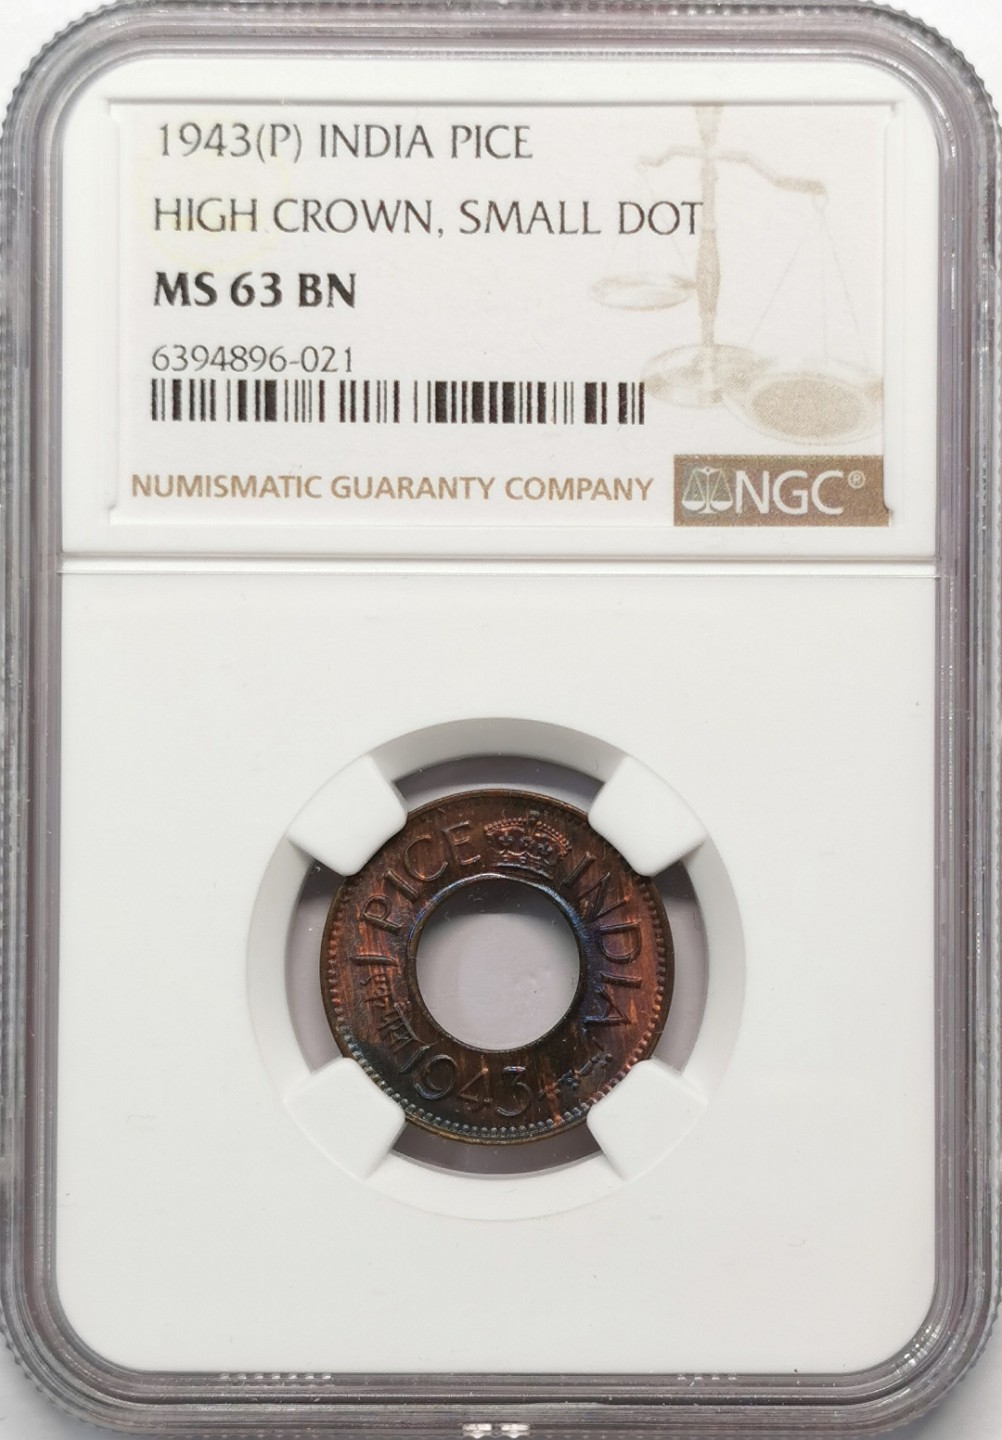 1943(P) INDIA PICE
HIGH CROWN, SMALL DOT
MS 63 BN
6394896-021
NUMISMATIC GUARANTY COMPANY
NGC®
1 PICE INDIA
1943